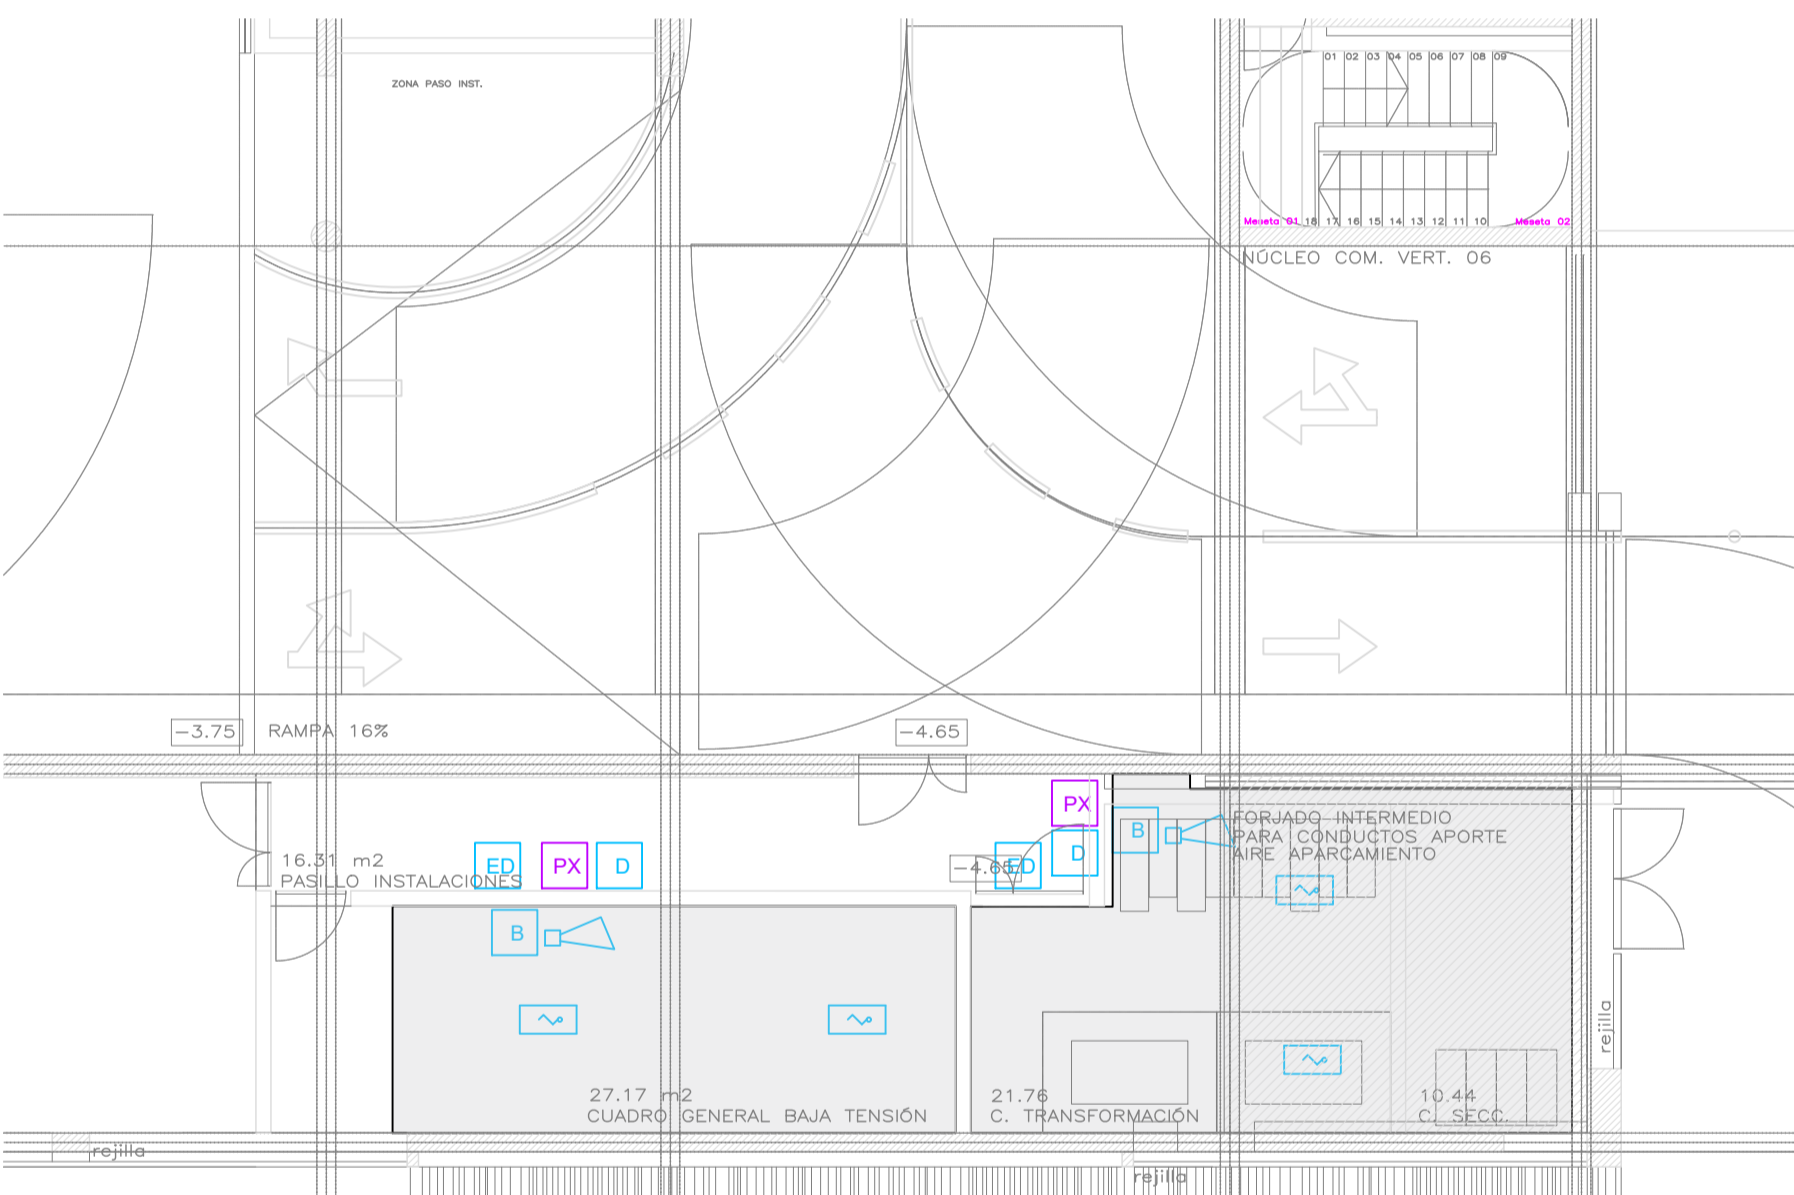 ZONA PASO INST.
01 02 03 04 05 06 07 08 09
Meseta 01 18 17 16 15 14 13 12 11 10 Meseta 02
NÚCLEO COM. VERT. 06
-3.75
RAMPA 16%
-4.65
PX
B
FORJADO INTERMEDIO
PARA CONDUCTOS APORTE
AIRE APARCAMIENTO
D
16.31 m2
PASILLO INSTALACIONES
ED
PX
D
-4.65
ED
B
rejilla
27.17 m2
CUADRO GENERAL BAJA TENSIÓN
21.76
C. TRANSFORMACIÓN
10.44
C. SECC.
rejilla
rejilla